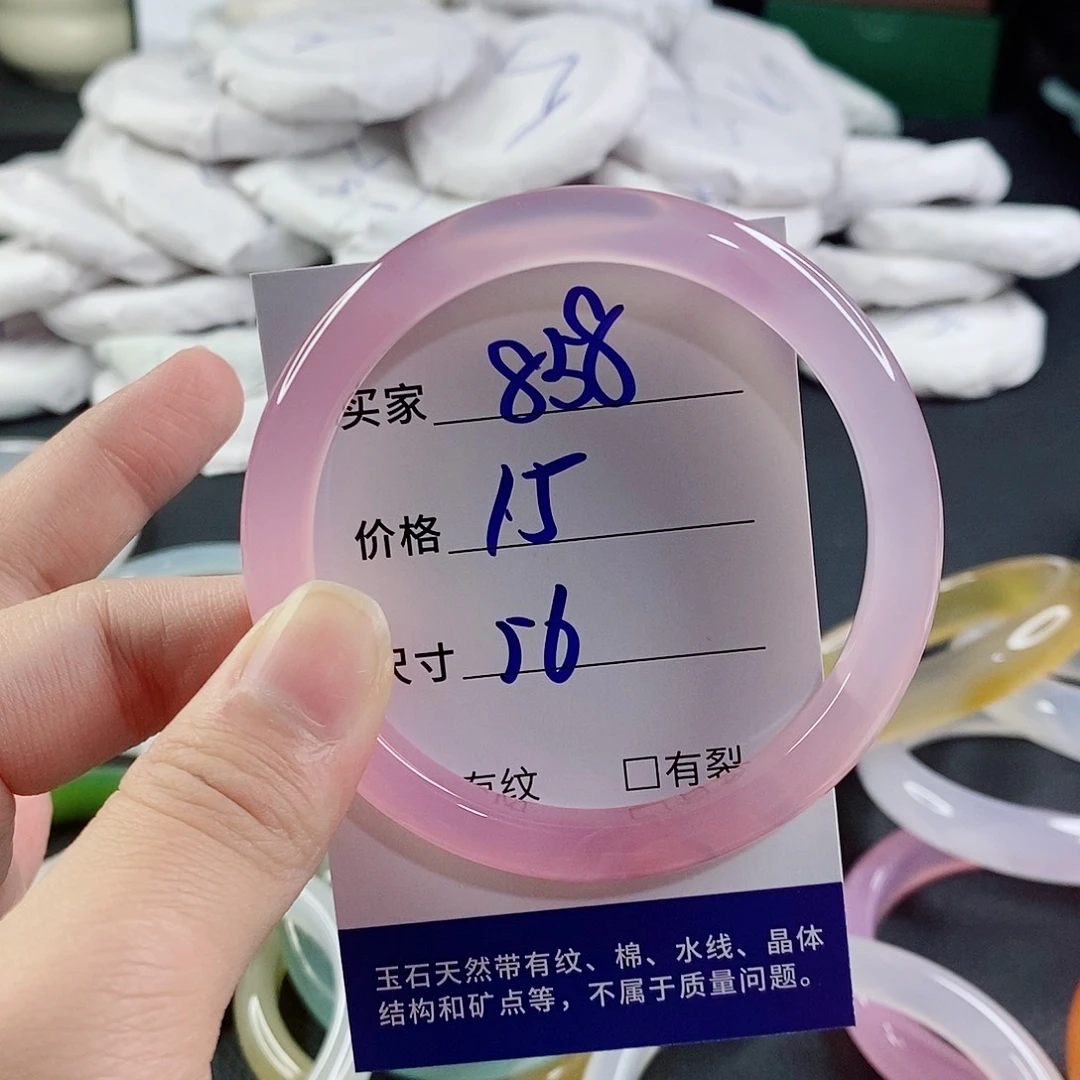 买家 858
价格 15
尺寸 56
有纹 □有裂
玉石天然带有纹、棉、水线、晶体
结构和矿点等，不属于质量问题。